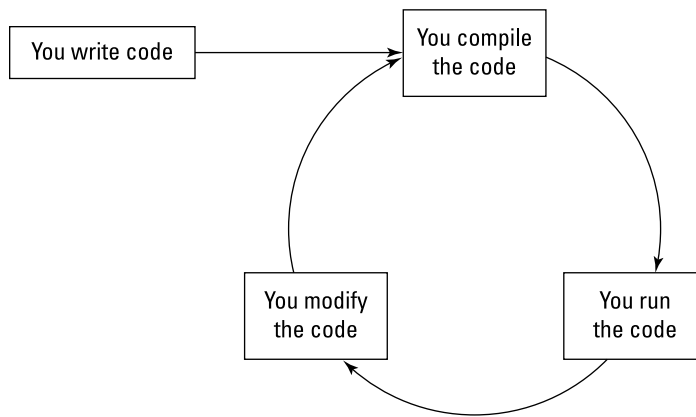 You write code
You compile
the code
You modify
the code
You run
the code